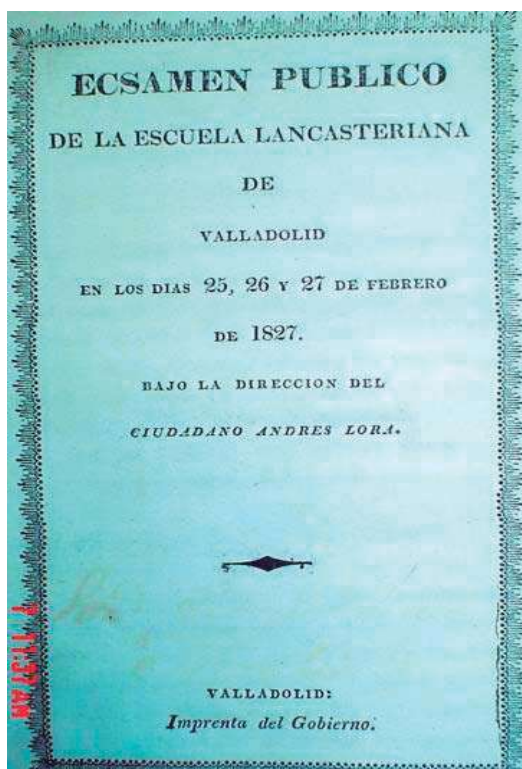 ECSAMEN PUBLICO
DE LA ESCUELA LANCASTERIANA
DE
VALLADOLID
EN LOS DIAS 25, 26 Y 27 DE FEBRERO
DE 1827.
BAJO LA DIRECCION DEL
CIUDADANO ANDRES LORA.
VALLADOLID:
Imprenta del Gobierno.